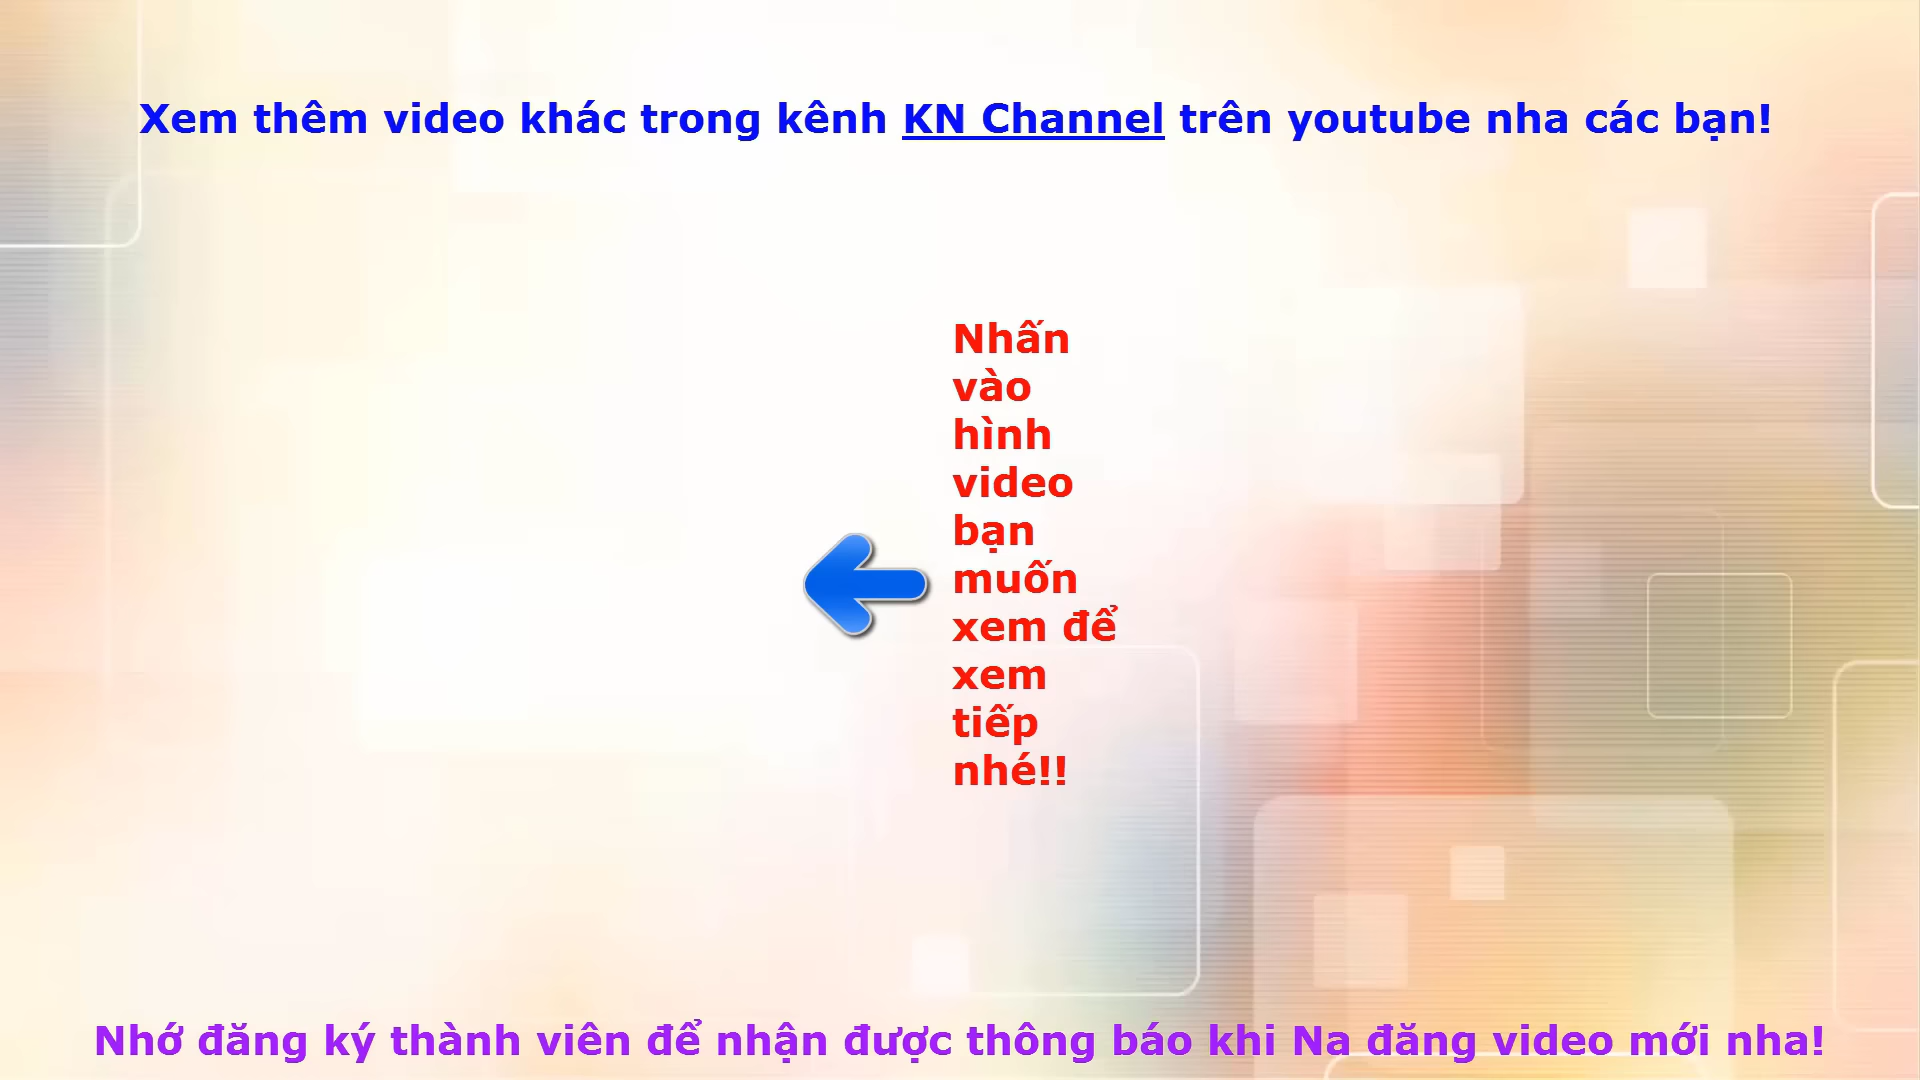 Xem thêm video khác trong kênh KN Channel trên youtube nha các bạn!
Nhấn
vào
hình
video
bạn
muốn
xem để
xem
tiếp
nhé!!
Nhớ đăng ký thành viên để nhận được thông báo khi Na đăng video mới nha!